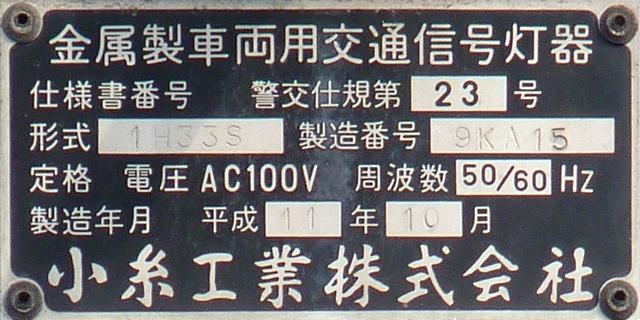 金属製車両用交通信号灯器
仕様書番号 警交仕規第 23 号
形式 1H33S 製造番号 9KA15
定格 電圧 AC100V 周波数 50/60 Hz
製造年月 平成 11 年 10 月
小糸工業株式会社